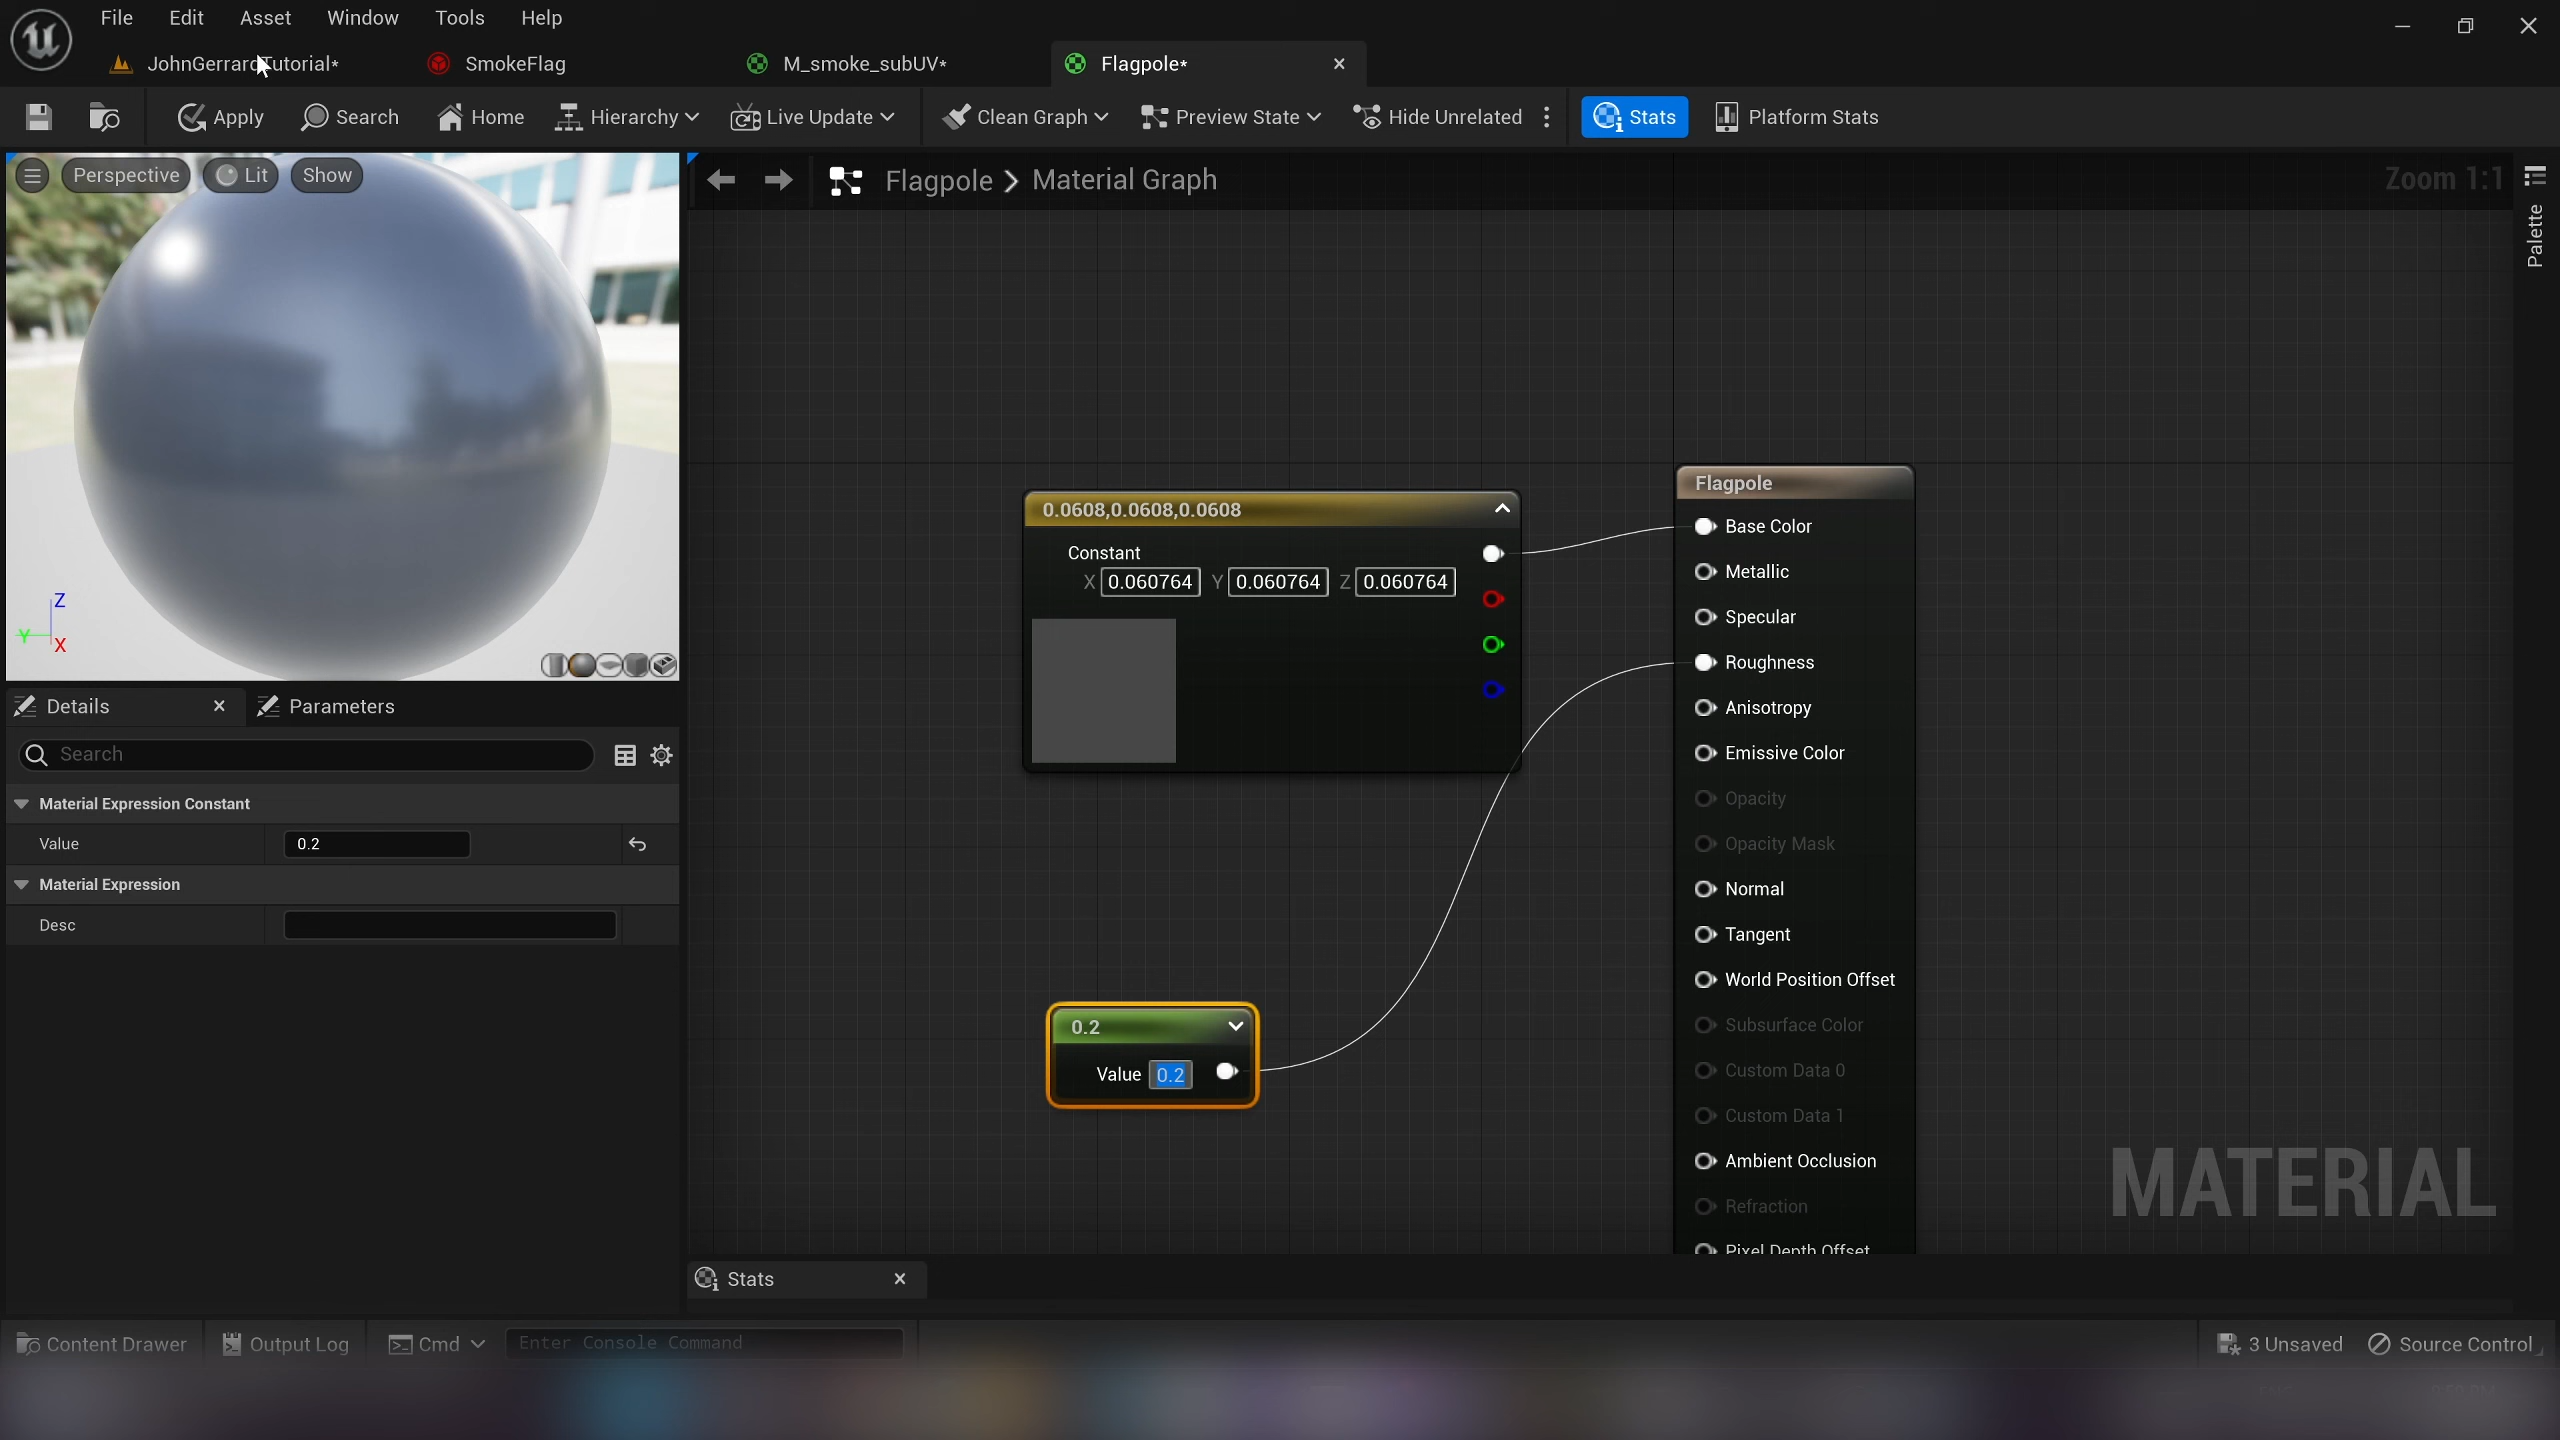 File Edit Asset Window Tools Help
JohnGerrardTutorial* SmokeFlag M_smoke_subUV* Flagpole*
Apply Search Home Hierarchy Live Update Clean Graph Preview State Hide Unrelated Stats Platform Stats
Perspective Lit Show
Flagpole > Material Graph
Zoom 1:1
Palette
Flagpole
0.0608,0.0608,0.0608
Base Color
Constant
X 0.060764 Y 0.060764 Z 0.060764
Metallic
Specular
Roughness
Anisotropy
Emissive Color
Opacity
Opacity Mask
Normal
Tangent
World Position Offset
Subsurface Color
Custom Data 0
Custom Data 1
Ambient Occlusion
Refraction
Pixel Depth Offset
0.2
Value 0.2
MATERIAL
Z
Y
X
Details Parameters
Search
Material Expression Constant
Value 0.2
Material Expression
Desc
Stats
Content Drawer Output Log Cmd Enter Console Command 3 Unsaved Source Control